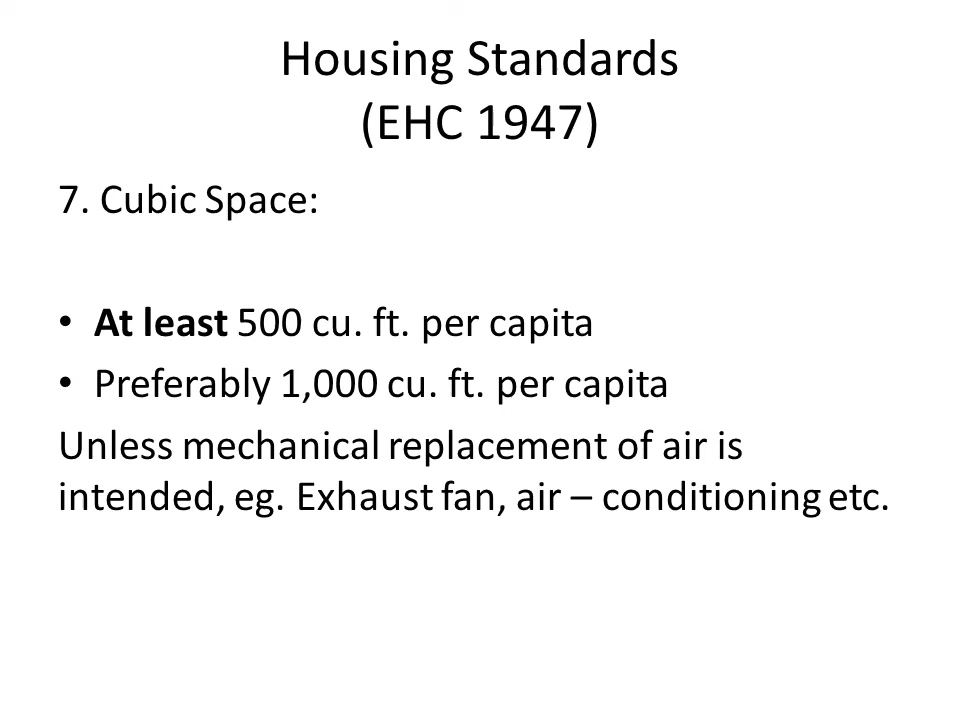 Housing Standards
(EHC 1947)
7. Cubic Space:
• At least 500 cu. ft. per capita
• Preferably 1,000 cu. ft. per capita
Unless mechanical replacement of air is
intended, eg. Exhaust fan, air – conditioning etc.